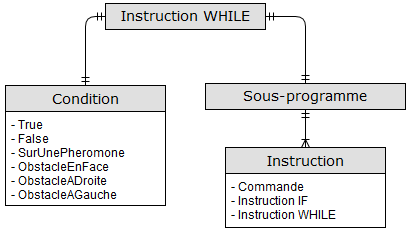 Instruction WHILE
Condition
- True
- False
- SurUnePheromone
- ObstacleEnFace
- ObstacleADroite
- ObstacleAGauche
Sous-programme
Instruction
- Commande
- Instruction IF
- Instruction WHILE